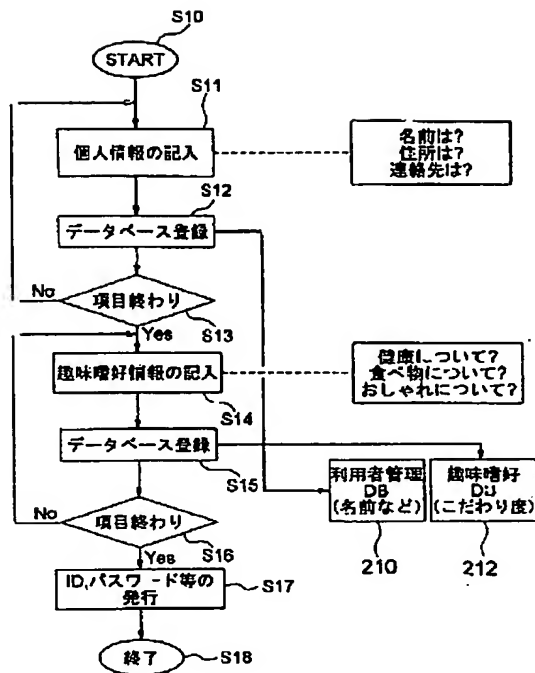 S10
START
S11
個人情報の記入
名前は?
住所は?
連絡先は?
S12
データベース登録
No
項目終わり
S13
Yes
趣味嗜好情報の記入
S14
健康について?
食べ物について?
おしゃれについて?
データベース登録
S15
利用者管理
DB
(名前など)
趣味嗜好
DB
(こだわり度)
210
212
No
項目終わり
S16
Yes
ID,パスワード等の
発行
S17
終了
S18